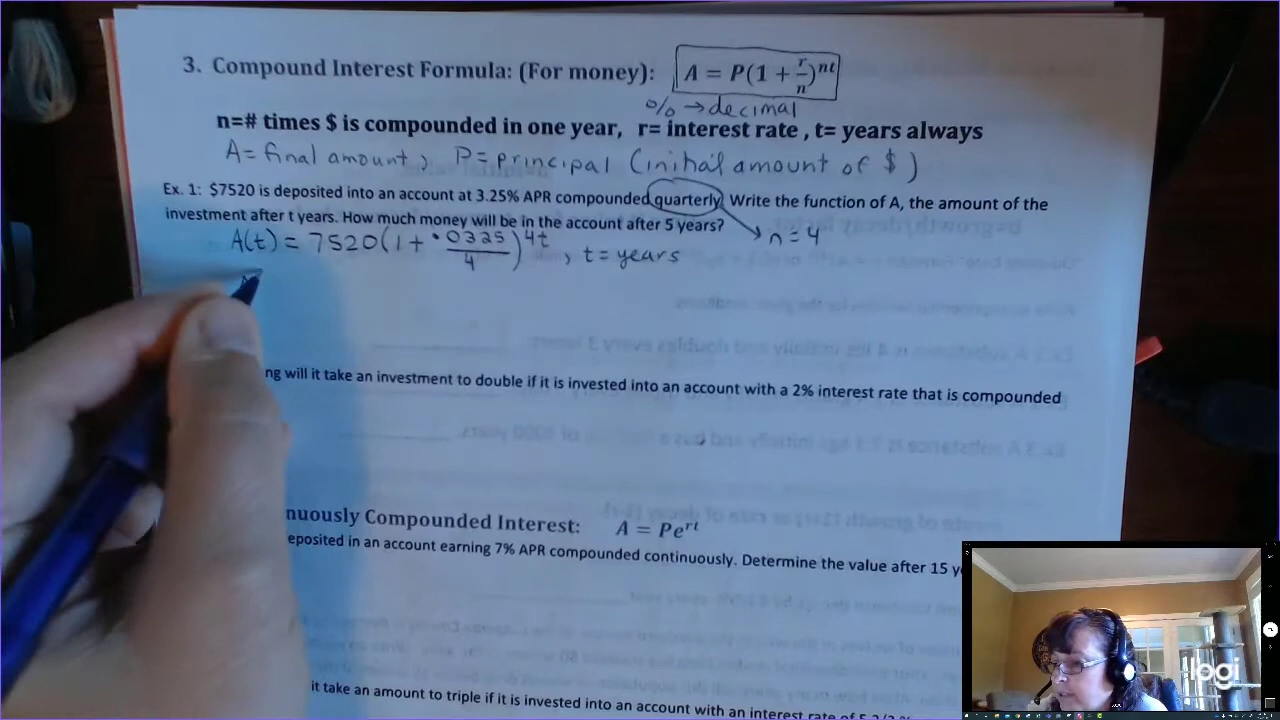 3. Compound Interest Formula: (For money): A = P(1 + r/n)^nt
% → decimal
n=# times $ is compounded in one year, r= interest rate , t= years always
A = final amount, P = principal (initial amount of $)
Ex. 1: $7520 is deposited into an account at 3.25% APR compounded quarterly. Write the function of A, the amount of the
investment after t years. How much money will be in the account after 5 years?
n = 4
A(t) = 7520(1 + .0325/4)^4t, t = years
ng will it take an investment to double if it is invested into an account with a 2% interest rate that is compounded
nuously Compounded Interest: A = Pe^rt
eposited in an account earning 7% APR compounded continuously. Determine the value after 15
it take an amount to triple if it is invested into an account with an interest rate of
logi